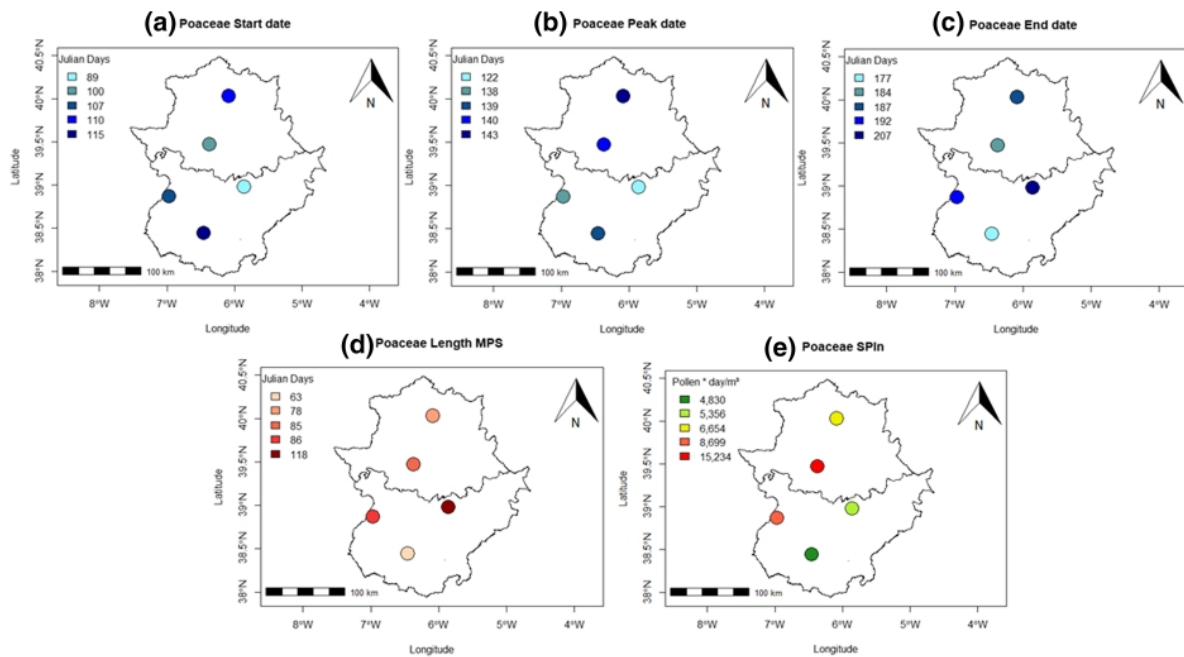 (a) Poaceae Start date
Julian Days
89
100
107
110
115
N
100 km
40.5°N
40°N
39.5°N
39°N
38.5°N
38°N
Latitude
8°W 7°W 6°W 5°W 4°W
Longitude
(b) Poaceae Peak date
Julian Days
122
138
139
140
143
N
100 km
40.5°N
40°N
39.5°N
39°N
38.5°N
38°N
Latitude
8°W 7°W 6°W 5°W 4°W
Longitude
(c) Poaceae End date
Julian Days
177
184
187
192
207
N
100 km
40.5°N
40°N
39.5°N
39°N
38.5°N
38°N
Latitude
8°W 7°W 6°W 5°W 4°W
Longitude
(d) Poaceae Length MPS
Julian Days
63
78
85
86
118
N
100 km
40.5°N
40°N
39.5°N
39°N
38.5°N
38°N
Latitude
8°W 7°W 6°W 5°W 4°W
Longitude
(e) Poaceae SPIn
Pollen * day/m³
4,830
5,356
6,654
8,699
15,234
N
100 km
40.5°N
40°N
39.5°N
39°N
38.5°N
38°N
Latitude
8°W 7°W 6°W 5°W 4°W
Longitude